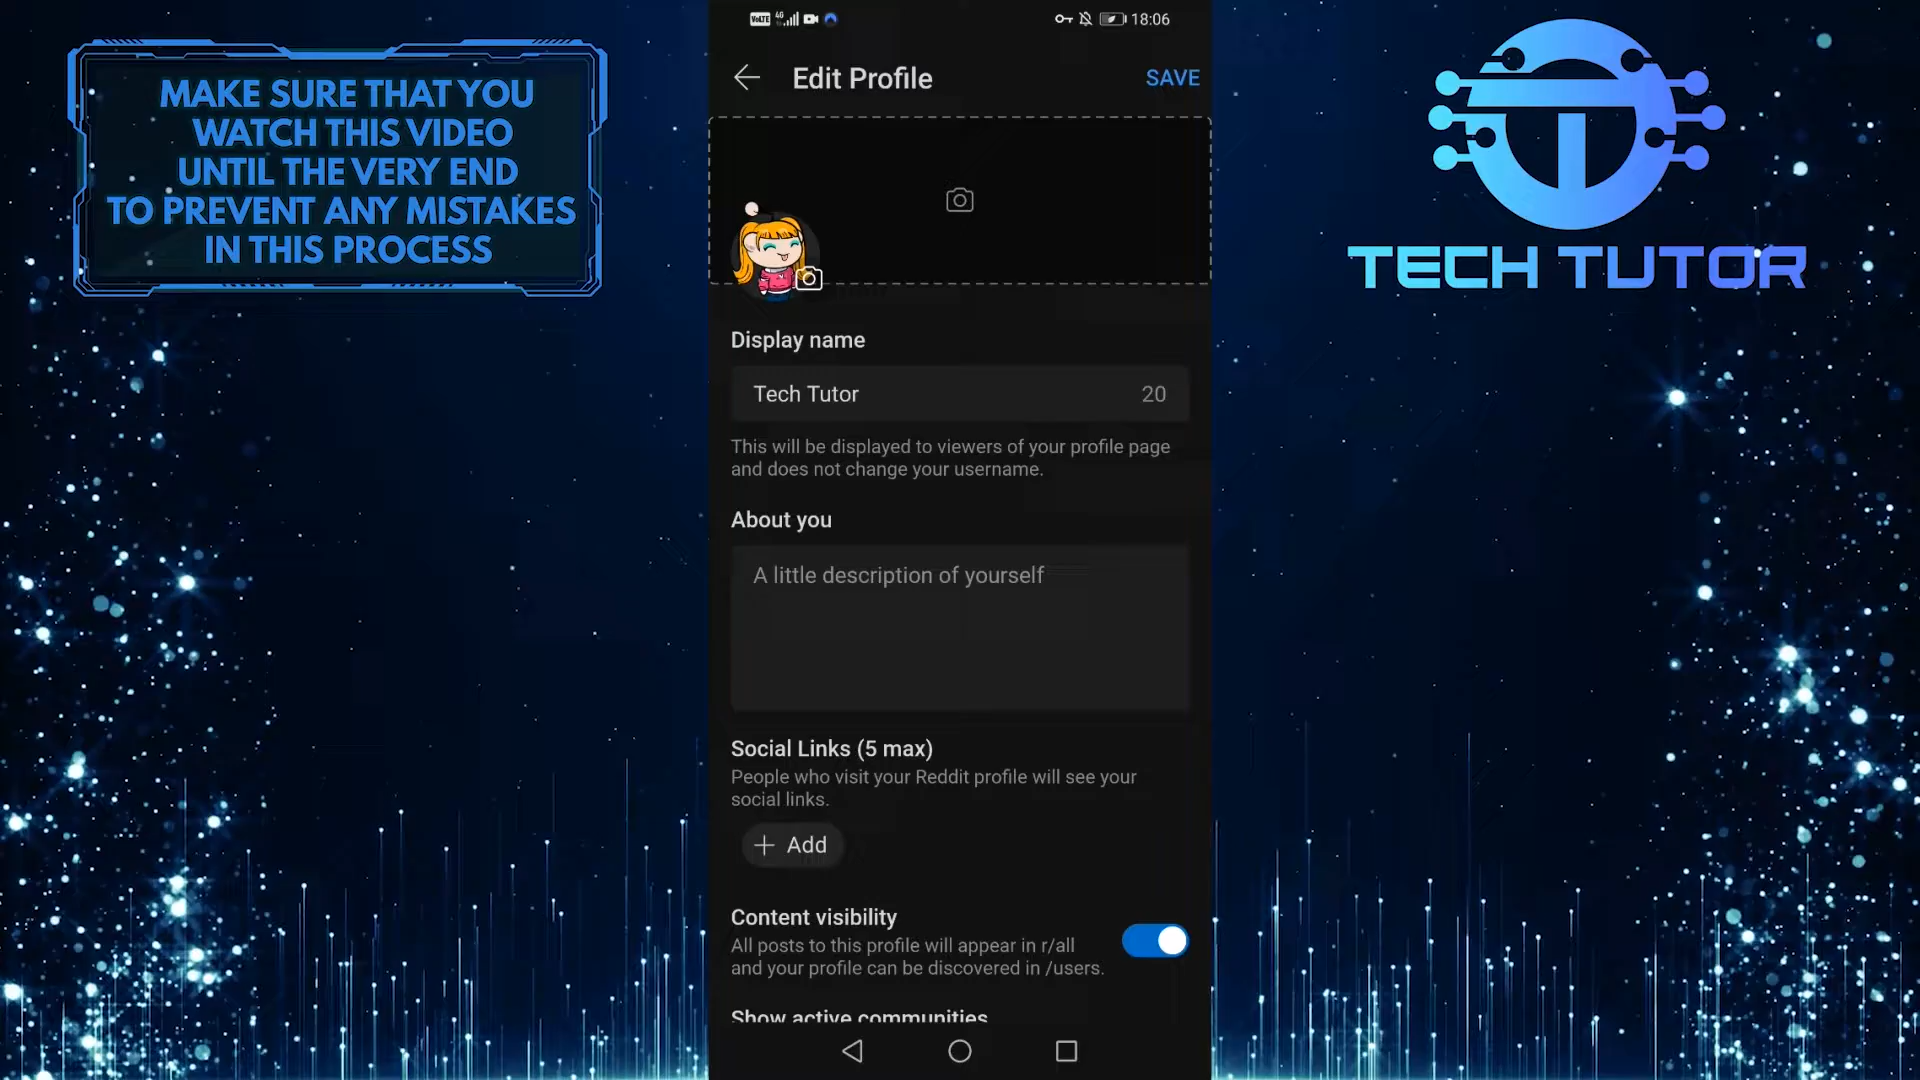 MAKE SURE THAT YOU
WATCH THIS VIDEO
UNTIL THE VERY END
TO PREVENT ANY MISTAKES
IN THIS PROCESS
VoLTE 4G 18:06
Edit Profile SAVE
TECH TUTOR
Display name
Tech Tutor 20
This will be displayed to viewers of your profile page
and does not change your username.
About you
A little description of yourself
Social Links (5 max)
People who visit your Reddit profile will see your
social links.
+ Add
Content visibility
All posts to this profile will appear in r/all
and your profile can be discovered in /users.
Show active communities